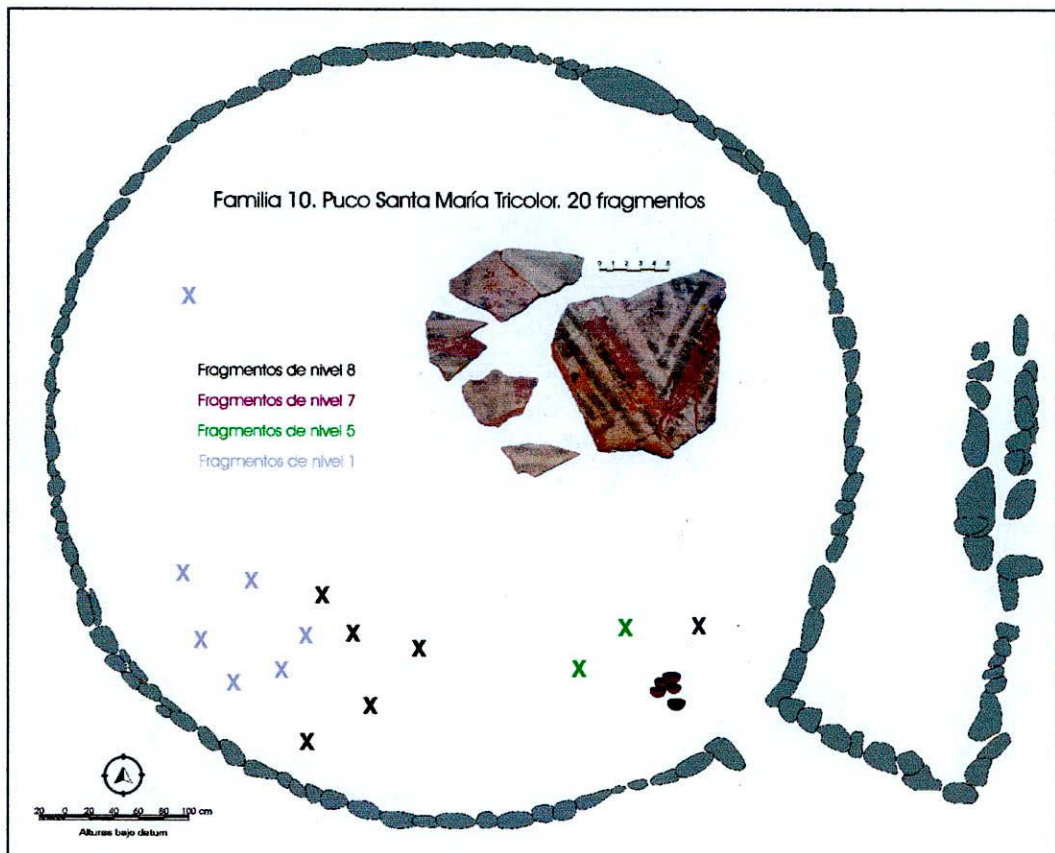 Familia 10. Puco Santa María Tricolor. 20 fragmentos
0 1 2 3 4 5
X
Fragmentos de nivel 8
Fragmentos de nivel 7
Fragmentos de nivel 5
Fragmentos de nivel 1
X X X
X X X X X X X
X X X X
X
20 0 20 40 60 80 100 cm
Alturas bajo datum